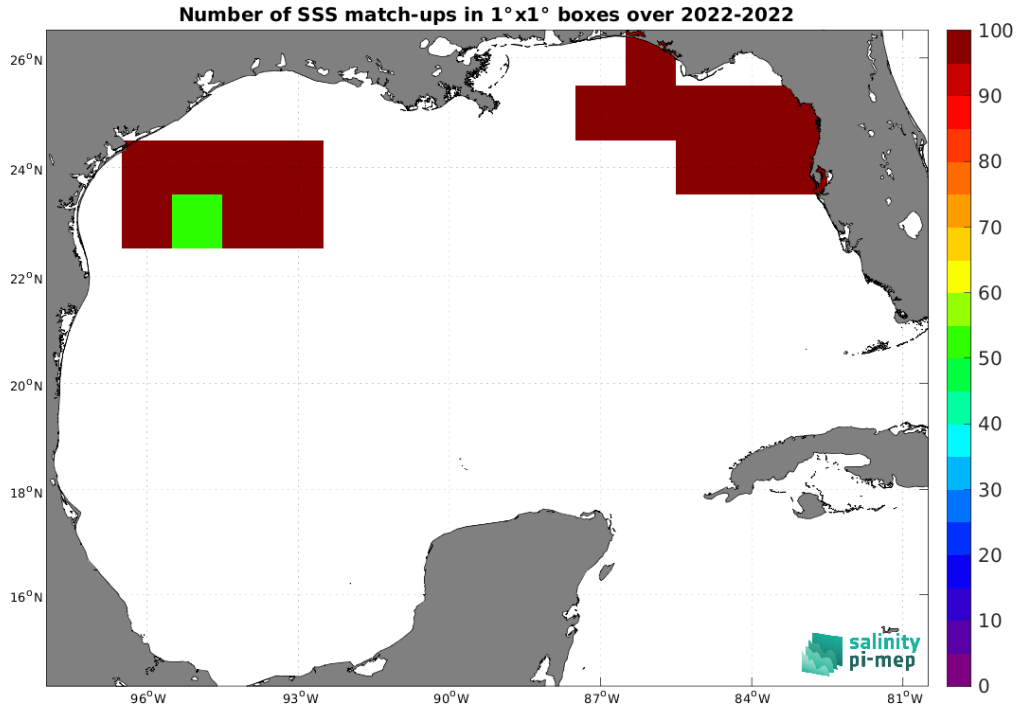 Number of SSS match-ups in 1°x1° boxes over 2022-2022
26°N
24°N
22°N
20°N
18°N
16°N
96°W
93°W
90°W
87°W
84°W
81°W
100
90
80
70
60
50
40
30
20
10
0
salinity
pi-mep